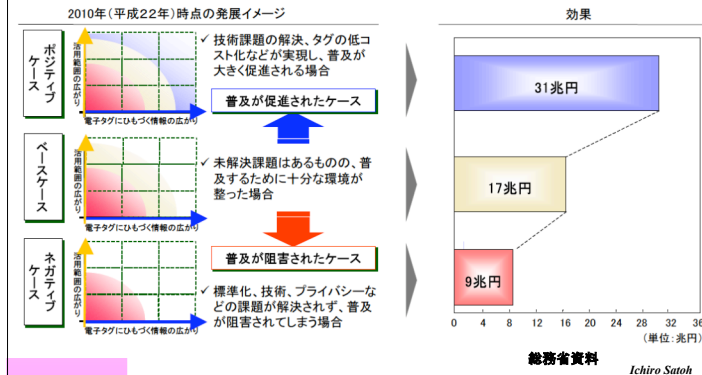 2010年(平成22年)時点の発展イメージ
効果
ポジティブ
ケース
活用範囲の広がり
電子タグにひもづく情報の広がり
✓ 技術課題の解決、タグの低コ
スト化などが実現し、普及が
大きく促進される場合
普及が促進されたケース
31兆円
ベースケース
活用範囲の広がり
電子タグにひもづく情報の広がり
✓ 未解決課題はあるものの、普
及するために十分な環境が
整った場合
17兆円
普及が阻害されたケース
ネガティブ
ケース
活用範囲の広がり
電子タグにひもづく情報の広がり
✓ 標準化、技術、プライバシーな
どの課題が解決されず、普及
が阻害されてしまう場合
9兆円
0 4 8 12 16 20 24 28 32 36
(単位:兆円)
総務省資料
Ichiro Satoh